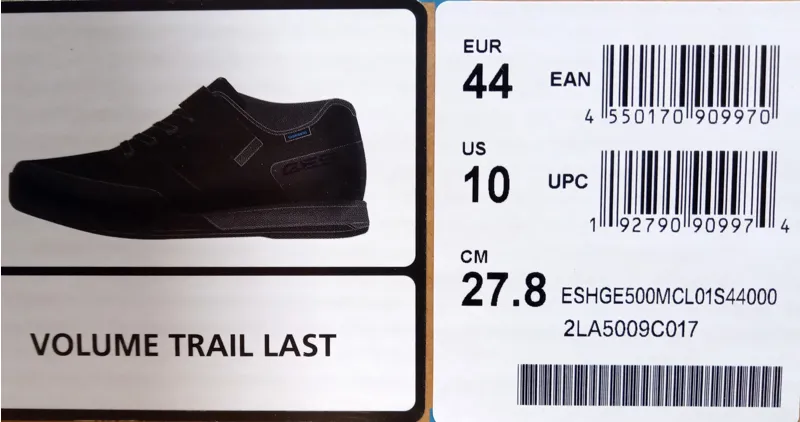 VOLUME TRAIL LAST
EUR
44
EAN
4 550170 909970
US
10
UPC
1 92790 90997 4
CM
27.8
ESHGE500MCL01S44000
2LA5009C017